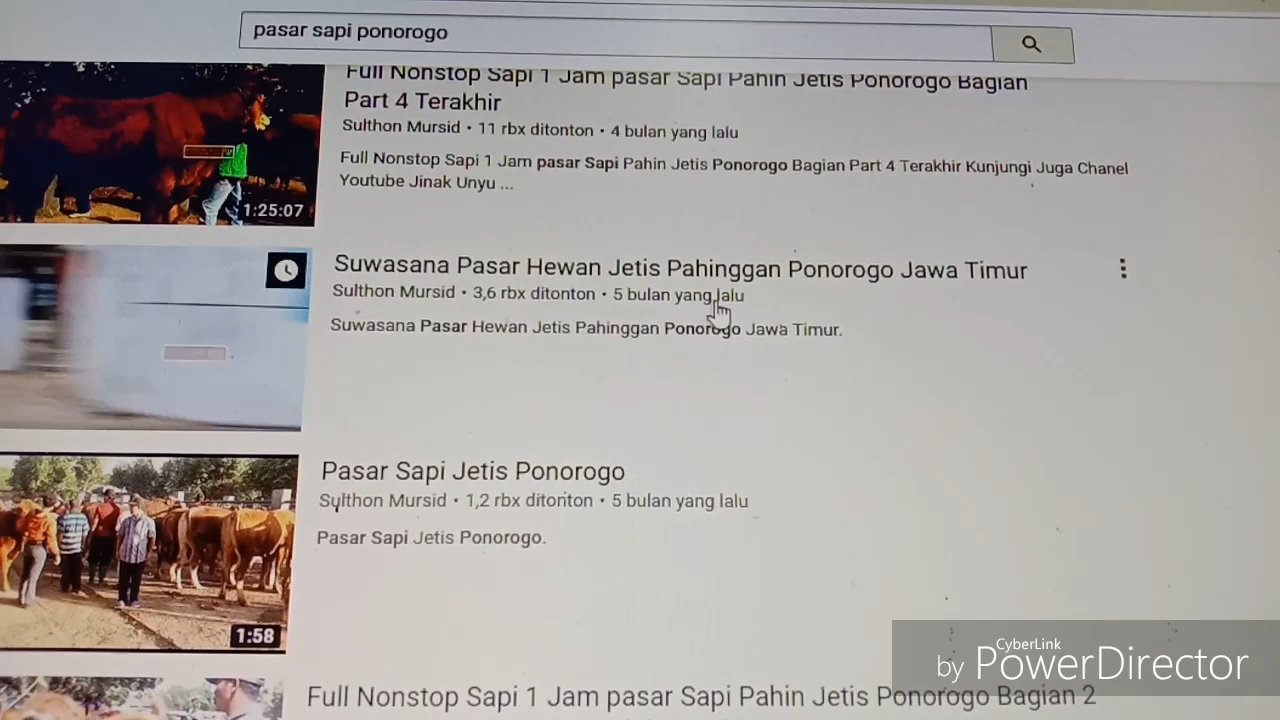 pasar sapi ponorogo
Full Nonstop Sapi 1 Jam pasar Sapi Pahin Jetis Ponorogo Bagian
Part 4 Terakhir
Sulthon Mursid • 11 rbx ditonton • 4 bulan yang lalu
Full Nonstop Sapi 1 Jam pasar Sapi Pahin Jetis Ponorogo Bagian Part 4 Terakhir Kunjungi Juga Chanel
Youtube Jinak Unyu ...
1:25:07
Suwasana Pasar Hewan Jetis Pahinggan Ponorogo Jawa Timur
Sulthon Mursid • 3,6 rbx ditonton • 5 bulan yang lalu
Suwasana Pasar Hewan Jetis Pahinggan Ponorogo Jawa Timur.
Pasar Sapi Jetis Ponorogo
Sulthon Mursid • 1,2 rbx ditonton • 5 bulan yang lalu
Pasar Sapi Jetis Ponorogo.
1:58
Full Nonstop Sapi 1 Jam pasar Sapi Pahin Jetis Ponorogo Bagian 2
CyberLink
by PowerDirector